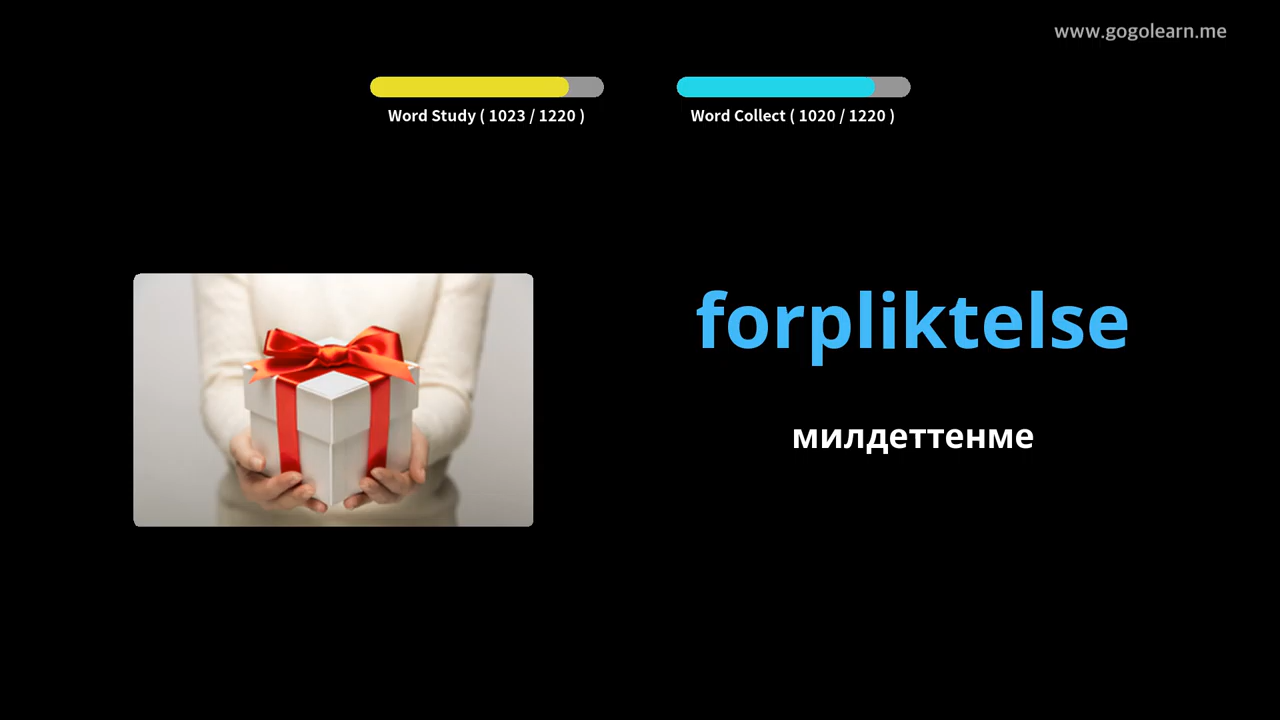 www.gogolearn.me
Word Study ( 1023 / 1220 )
Word Collect ( 1020 / 1220 )
forpliktelse
милдеттенме